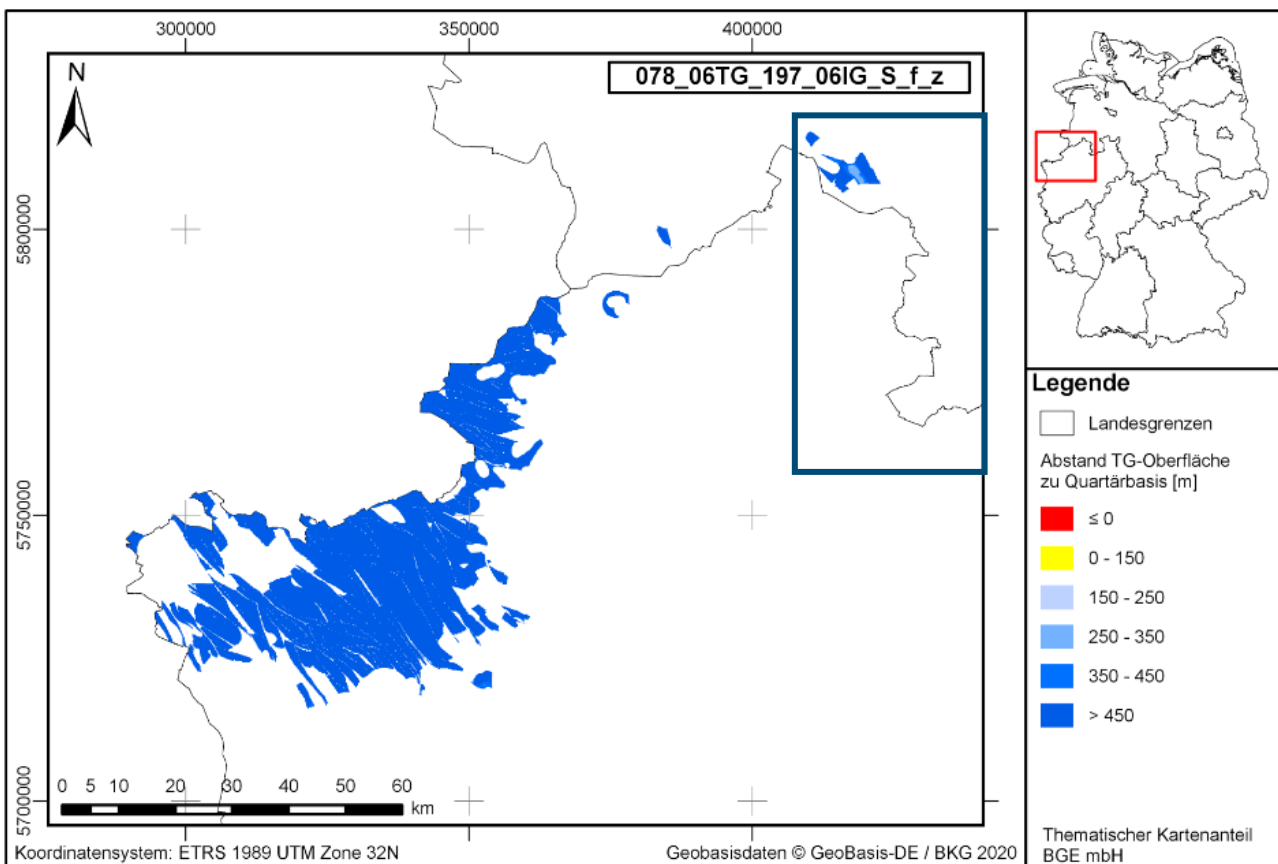 300000 350000 400000
N
078_06TG_197_06IG_S_f_z
5800000
5750000
5700000
0 5 10 20 30 40 50 60
km
Koordinatensystem: ETRS 1989 UTM Zone 32N
Geobasisdaten © GeoBasis-DE / BKG 2020
Legende
Landesgrenzen
Abstand TG-Oberfläche
zu Quartärbasis [m]
≤ 0
0 - 150
150 - 250
250 - 350
350 - 450
> 450
Thematischer Kartenanteil
BGE mbH